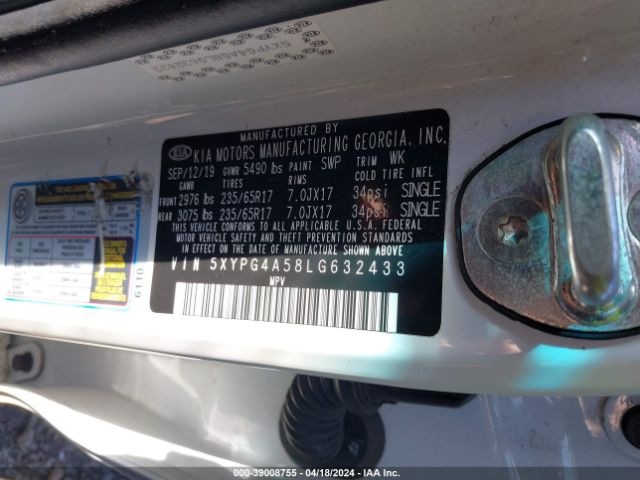 5XYPG4A58LG632433
MANUFACTURED BY
KIA KIA MOTORS MANUFACTURING GEORGIA, INC.
SEP/12/19 GVWR 5490 lbs PAINT SWP TRIM WK
GAWR TIRES RIMS COLD TIRE INFL
FRONT 2976 lbs 235/65R17 7.0JX17 34psi SINGLE
REAR 3075 lbs 235/65R17 7.0JX17 34psi SINGLE
THIS VEHICLE CONFORMS TO ALL APPLICABLE U.S.A. FEDERAL
MOTOR VEHICLE SAFETY AND THEFT PREVENTION STANDARDS
IN EFFECT ON THE DATE OF MANUFACTURE SHOWN ABOVE.
VIN 5XYPG4A58LG632433
MPV
6110
000-39008755 - 04/18/2024 - IAA Inc.